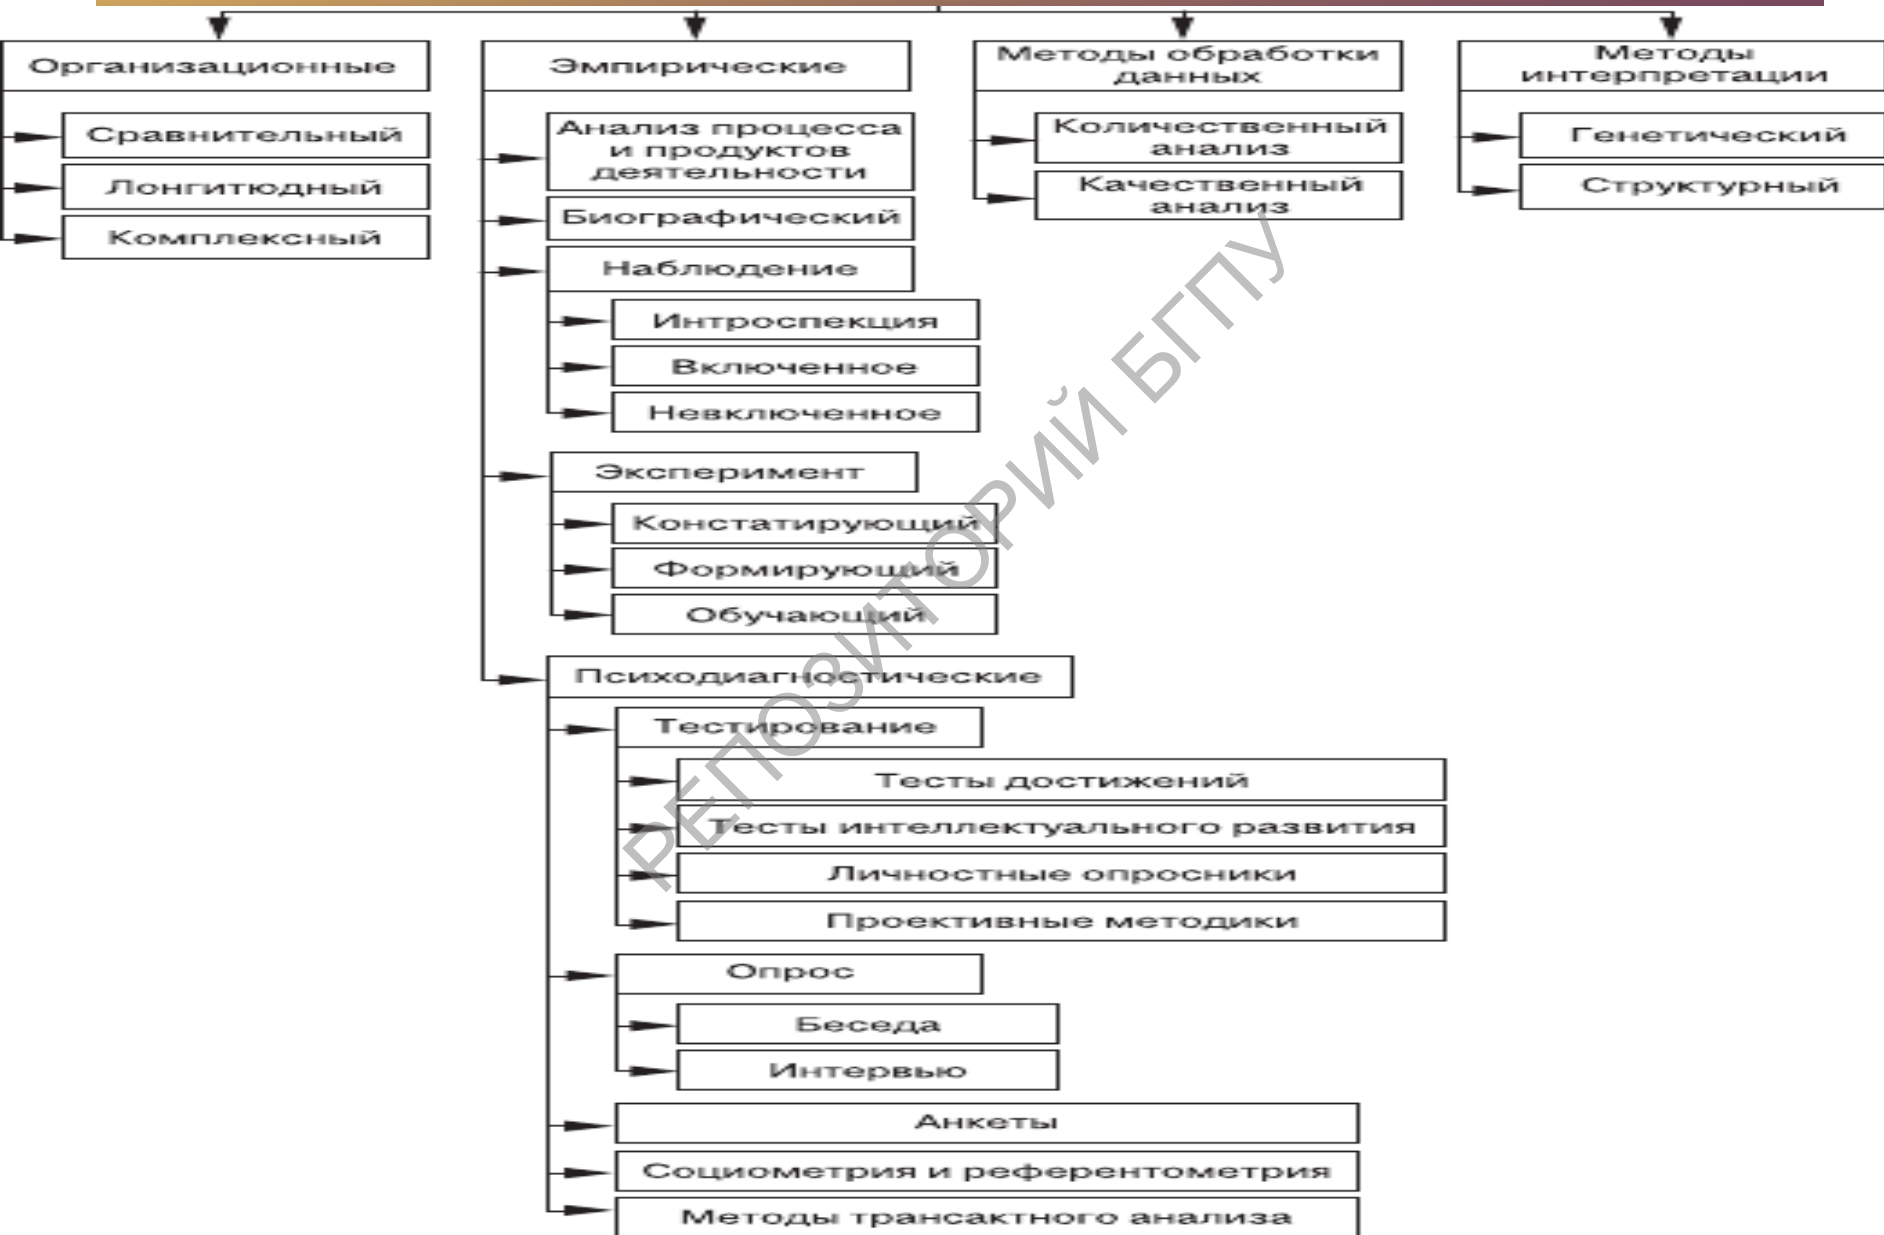 Организационные
Сравнительный
Лонгитюдный
Комплексный
Эмпирические
Анализ процесса
и продуктов
деятельности
Биографический
Наблюдение
Интроспекция
Включенное
Невключенное
Эксперимент
Констатирующий
Формирующий
Обучающий
Психодиагностические
Тестирование
Тесты достижений
Тесты интеллектуального развития
Личностные опросники
Проективные методики
Опрос
Беседа
Интервью
Анкеты
Социометрия и референтометрия
Методы трансактного анализа
Методы обработки
данных
Количественный
анализ
Качественный
анализ
Методы
интерпретации
Генетический
Структурный
РЕПОЗИТОРИЙ БГПУ